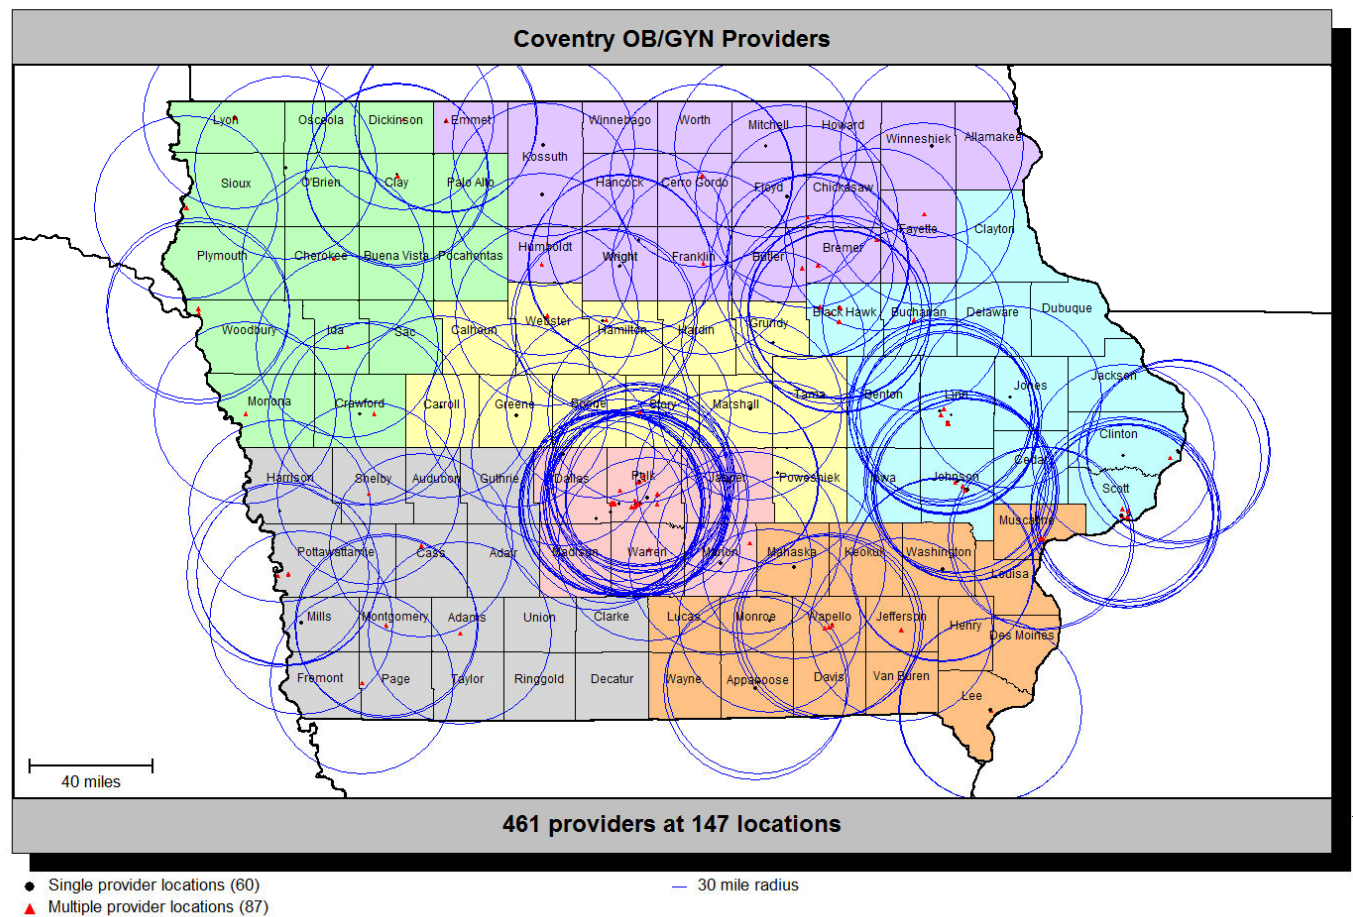 Coventry OB/GYN Providers
Lyon Osceola Dickinson Emmet Winnebago Worth Mitchell Howard Winneshiek Allamakee
Sioux O'Brien Clay Palo Alto Kossuth Hancock Cerro Gordo Floyd Chickasaw
Plymouth Cherokee Buena Vista Pocahontas Humboldt Wright Franklin Butler Bremer Fayette Clayton
Woodbury Ida Sac Calhoun Webster Hamilton Hardin Grundy Black Hawk Buchanan Delaware Dubuque
Monona Crawford Carroll Greene Boone Story Marshall Tama Benton Linn Jones Jackson
Harrison Shelby Audubon Guthrie Dallas Polk Jasper Poweshiek Iowa Johnson Cedar Clinton
Scott
Muscatine
Pottawattamie Cass Adair Madison Warren Marion Mahaska Keokuk Washington Louisa
Mills Montgomery Adams Union Clarke Lucas Monroe Wapello Jefferson Henry Des Moines
Fremont Page Taylor Ringgold Decatur Wayne Appanoose Davis Van Buren Lee
40 miles
461 providers at 147 locations
Single provider locations (60) 30 mile radius
Multiple provider locations (87)